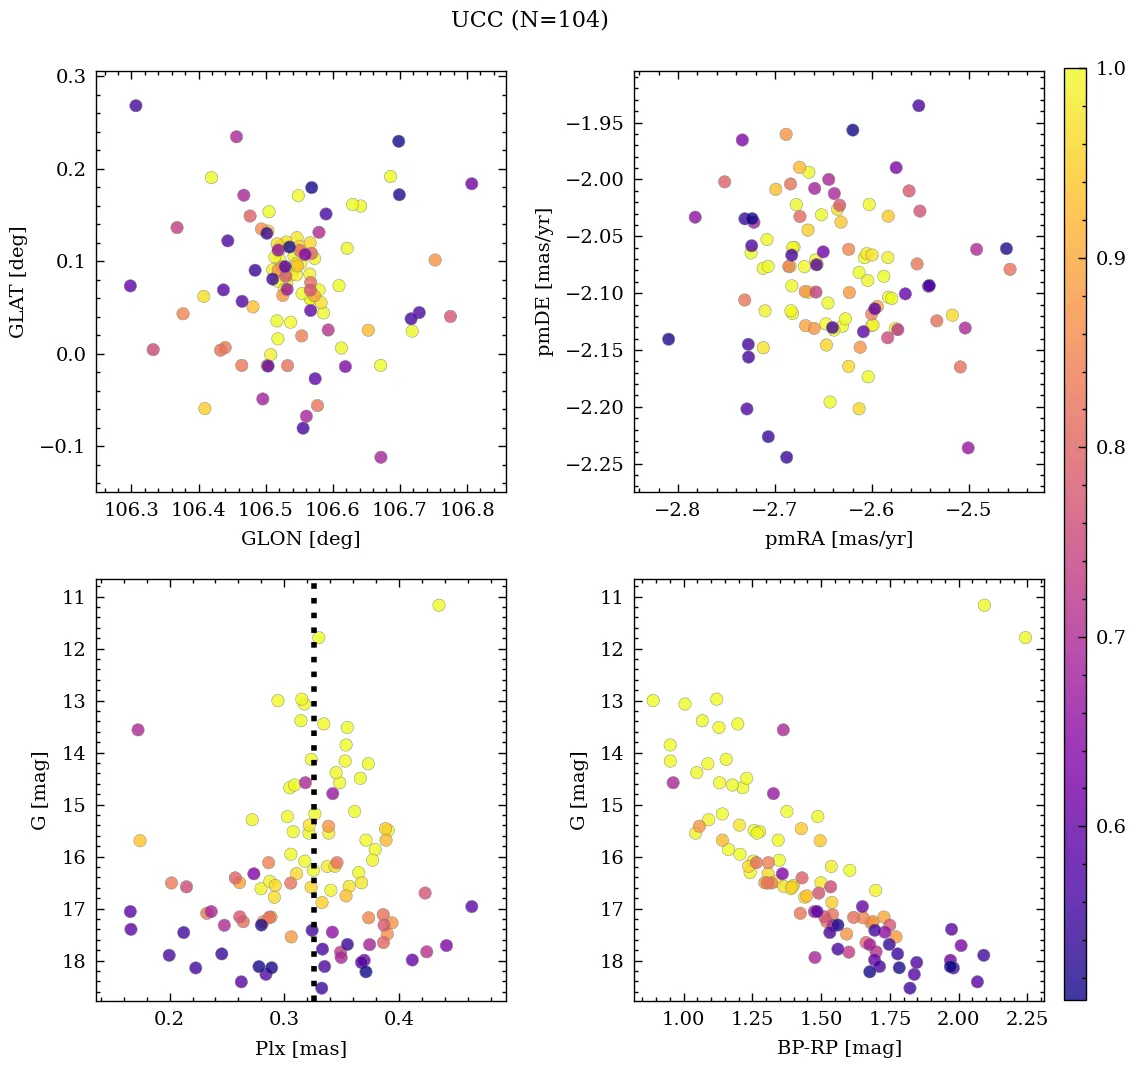 UCC (N=104)
0.3
0.2
0.1
0.0
−0.1
GLAT [deg]
106.3 106.4 106.5 106.6 106.7 106.8
GLON [deg]
−1.95
−2.00
−2.05
−2.10
−2.15
−2.20
−2.25
pmDE [mas/yr]
−2.8 −2.7 −2.6 −2.5
pmRA [mas/yr]
11
12
13
14
15
16
17
18
G [mag]
0.2 0.3 0.4
Plx [mas]
11
12
13
14
15
16
17
18
G [mag]
1.00 1.25 1.50 1.75 2.00 2.25
BP-RP [mag]
1.0
0.9
0.8
0.7
0.6